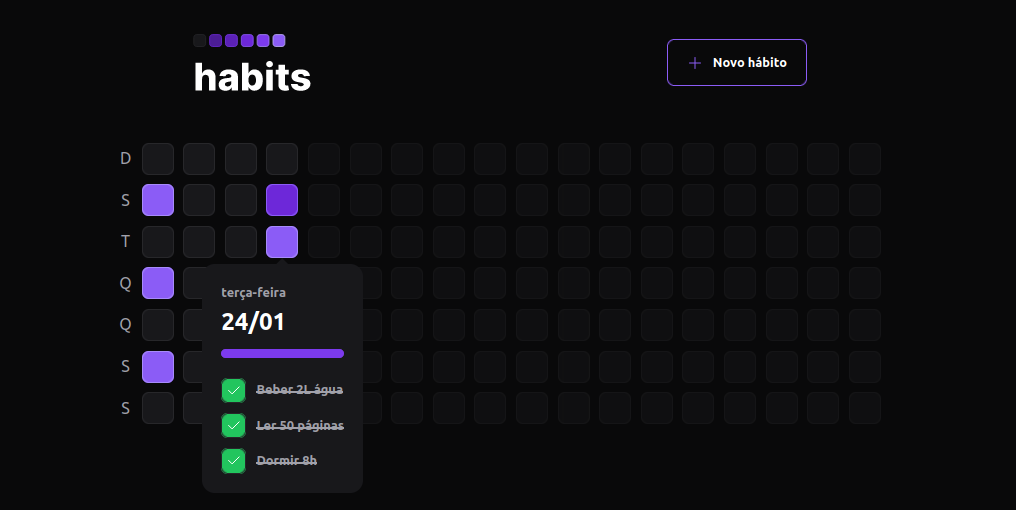 habits
Novo hábito
D
S
T
Q
Q
S
S
terça-feira
24/01
Beber 2L água
Ler 50 páginas
Dormir 8h